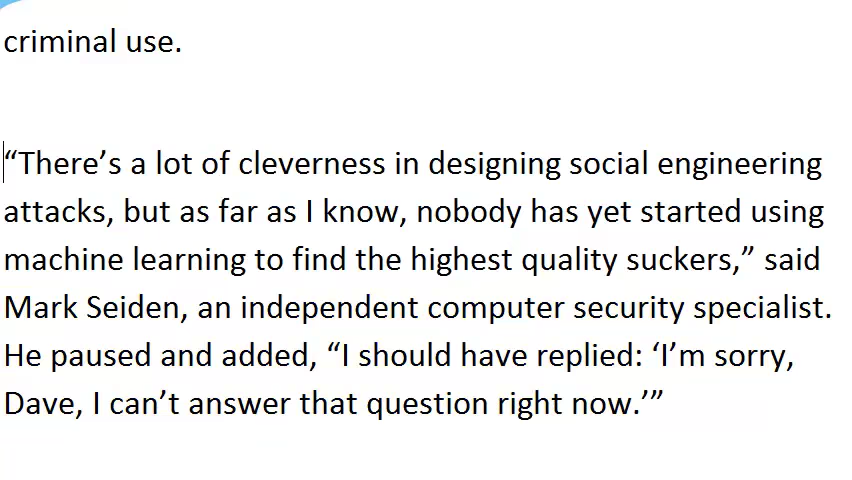 criminal use.
“There’s a lot of cleverness in designing social engineering
attacks, but as far as I know, nobody has yet started using
machine learning to find the highest quality suckers,” said
Mark Seiden, an independent computer security specialist.
He paused and added, “I should have replied: ‘I’m sorry,
Dave, I can’t answer that question right now.’”